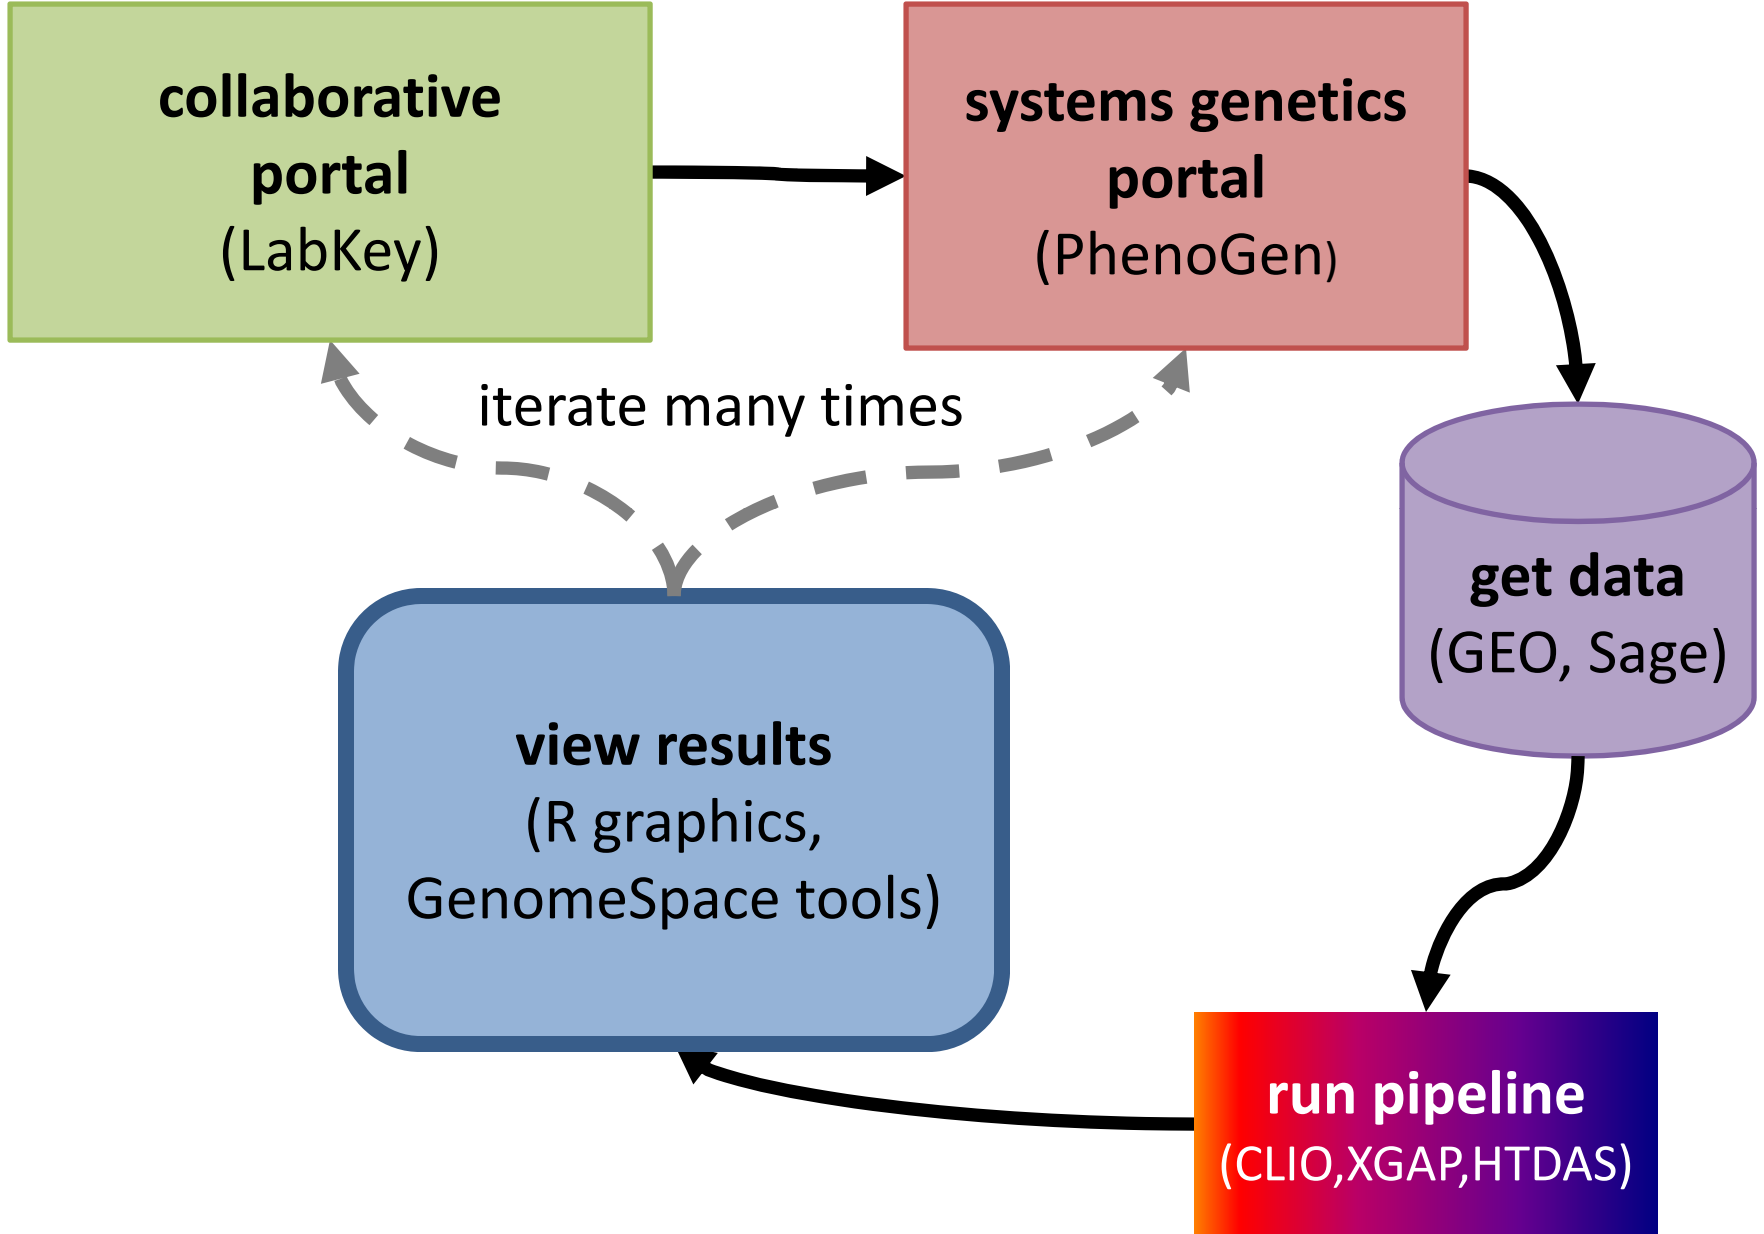 collaborative
portal
(LabKey)
systems genetics
portal
(PhenoGen)
iterate many times
get data
(GEO, Sage)
view results
(R graphics,
GenomeSpace tools)
run pipeline
(CLIO,XGAP,HTDAS)